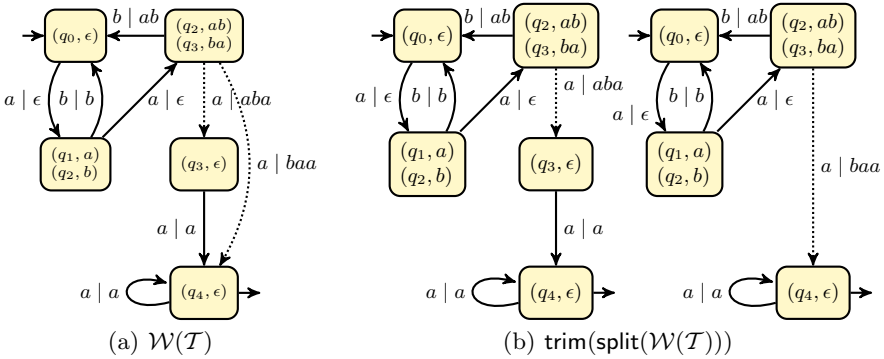 b | ab
b | ab
b | ab
(q₀, ϵ)
(q₂, ab)
(q₃, ba)
(q₀, ϵ)
(q₂, ab)
(q₃, ba)
(q₀, ϵ)
(q₂, ab)
(q₃, ba)
a | ϵ
b | b
a | ϵ
a | aba
a | ϵ
b | b
a | ϵ
a | aba
a | ϵ
b | b
a | ϵ
(q₁, a)
(q₂, b)
(q₃, ϵ)
a | baa
(q₁, a)
(q₂, b)
(q₃, ϵ)
(q₁, a)
(q₂, b)
a | baa
a | a
a | a
a | a
(q₄, ϵ)
a | a
(q₄, ϵ)
a | a
(q₄, ϵ)
(a) 𝒲(𝒯)
(b) trim(split(𝒲(𝒯)))